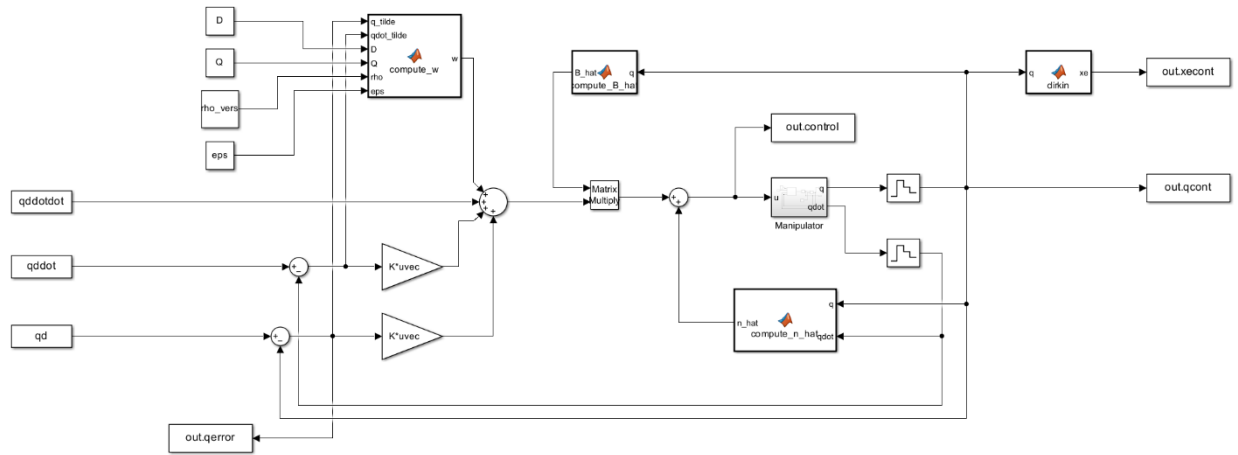 D
Q
rho_vers
eps
q_tilde
qdot_tilde
D
Q
rho
eps
w
compute_w
B_hat
q
compute_B_hat
q
xe
dirkin
out.xecont
out.control
qddotdot
+
+
+
+
Matrix
Multiply
+
+
u
q
qdot
Manipulator
out.qcont
qddot
+
−
K*uvec
n_hat
q
qdot
compute_n_hat
qd
+
−
K*uvec
out.qerror